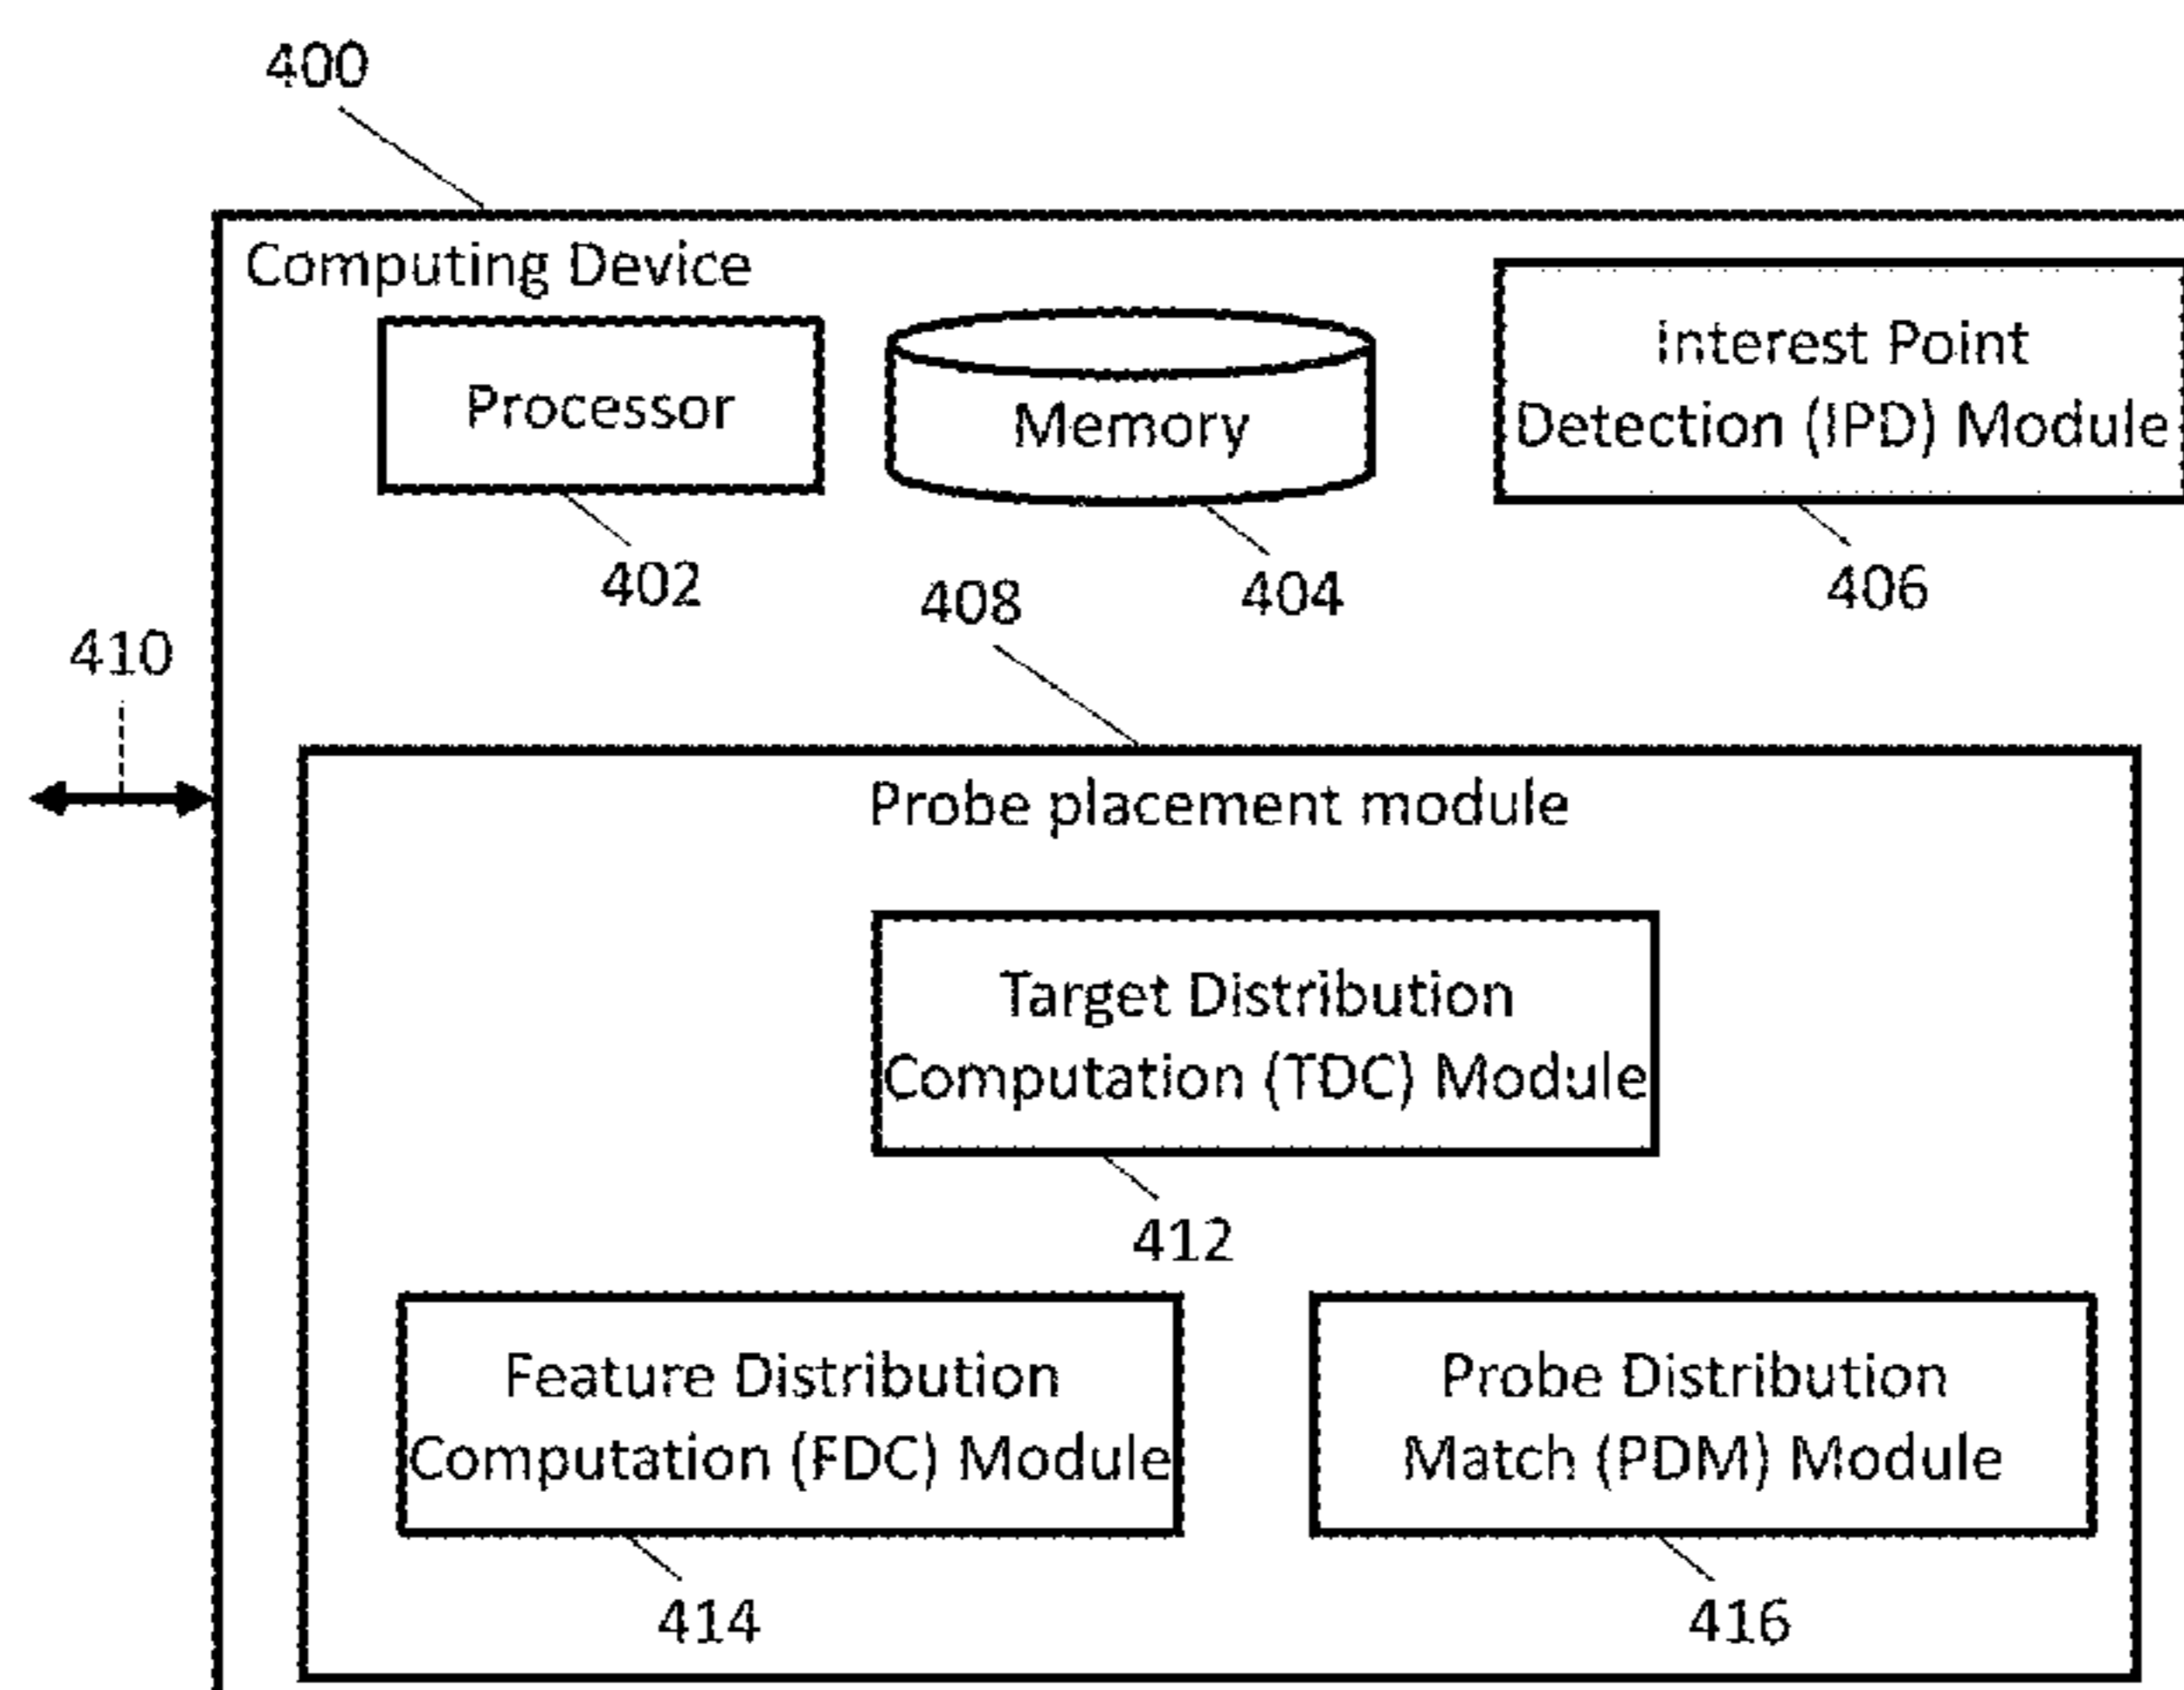 400
Computing Device
Processor
Memory
Interest Point
Detection (IPD) Module
402
404
406
408
410
Probe placement module
Target Distribution
Computation (TDC) Module
412
Feature Distribution
Computation (FDC) Module
Probe Distribution
Match (PDM) Module
414
416